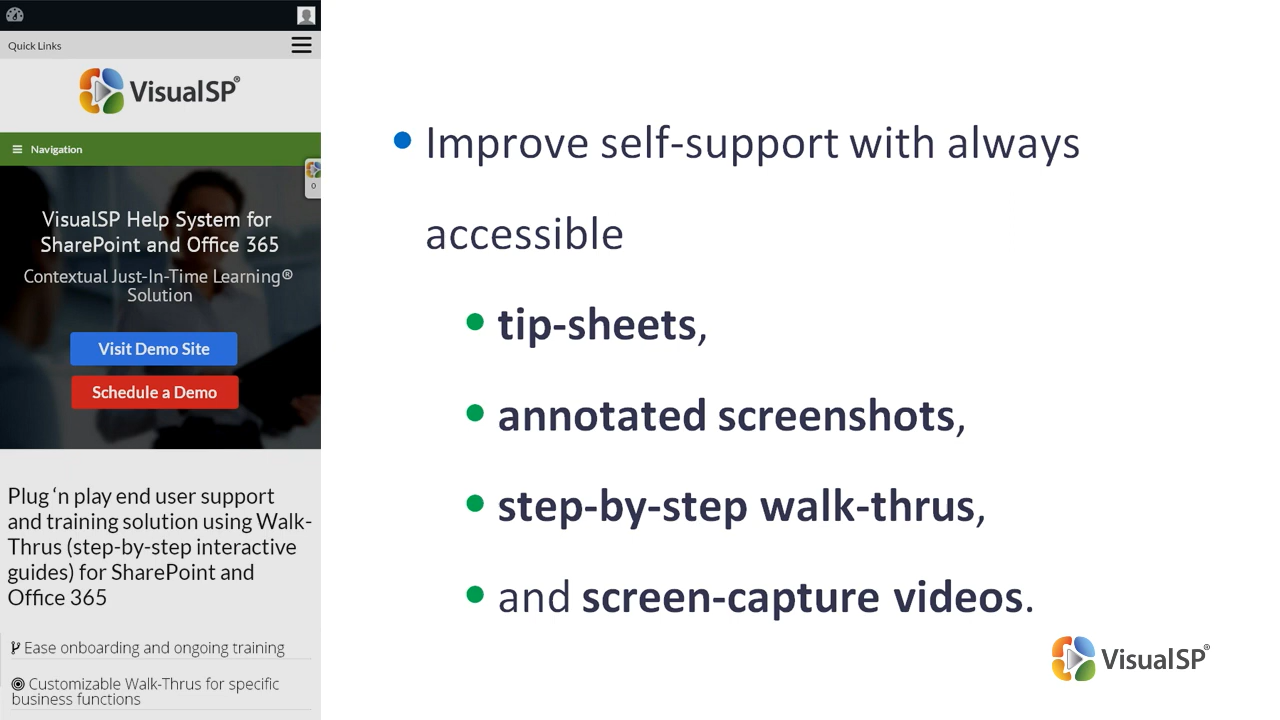 Quick Links
VisualSP®
Navigation
0
VisualSP Help System for
SharePoint and Office 365
Contextual Just-In-Time Learning®
Solution
Visit Demo Site
Schedule a Demo
Plug ‘n play end user support
and training solution using Walk-
Thrus (step-by-step interactive
guides) for SharePoint and
Office 365
Ease onboarding and ongoing training
Customizable Walk-Thrus for specific
business functions
• Improve self-support with always
accessible
• tip-sheets,
• annotated screenshots,
• step-by-step walk-thrus,
• and screen-capture videos.
VisualSP®